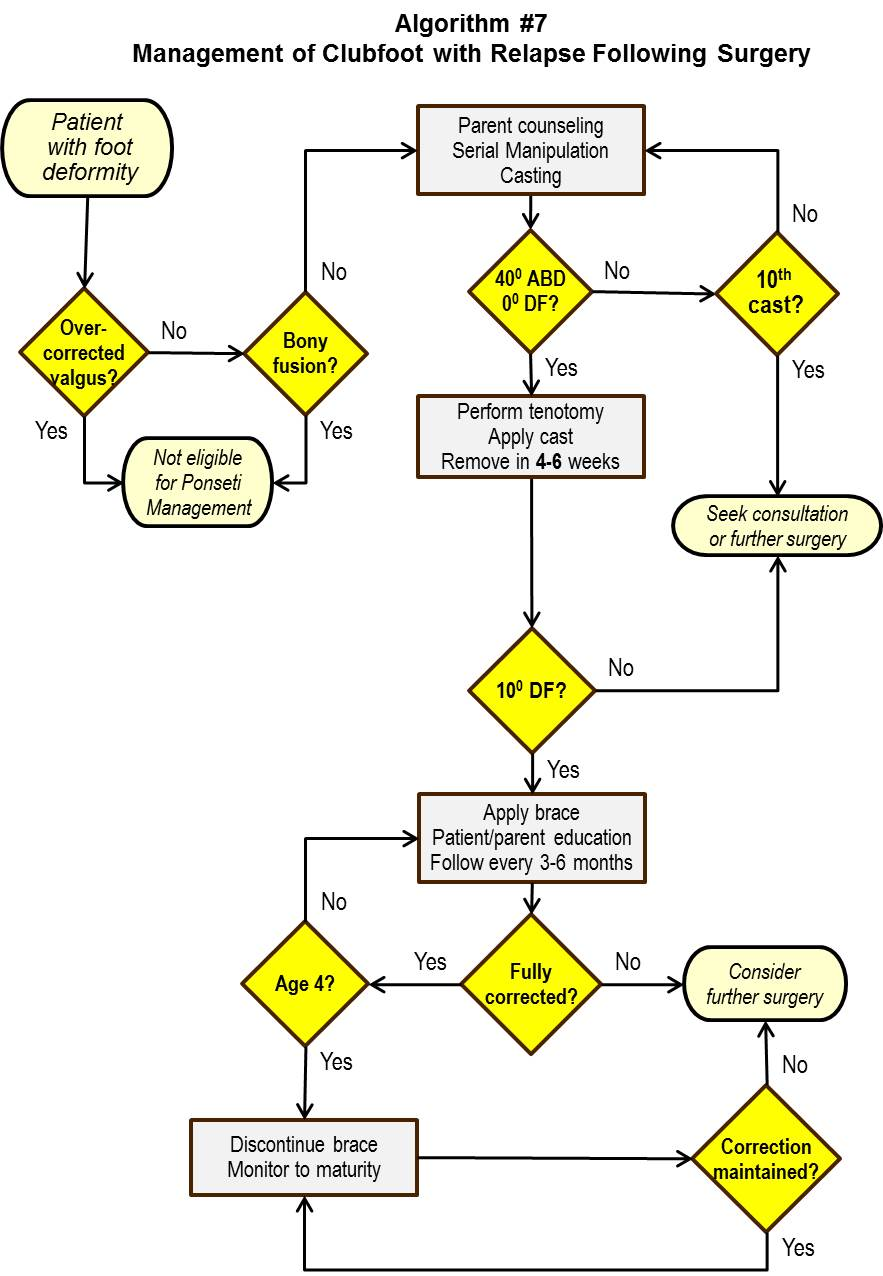 Algorithm #7
Management of Clubfoot with Relapse Following Surgery
Patient
with foot
deformity
Over-
corrected
valgus?
No
Yes
Bony
fusion?
No
Yes
Not eligible
for Ponseti
Management
Parent counseling
Serial Manipulation
Casting
40⁰ ABD
0⁰ DF?
No
Yes
10th
cast?
No
Yes
Perform tenotomy
Apply cast
Remove in 4-6 weeks
Seek consultation
or further surgery
10⁰ DF?
No
Yes
Apply brace
Patient/parent education
Follow every 3-6 months
Fully
corrected?
Yes
No
Age 4?
No
Yes
Consider
further surgery
No
Discontinue brace
Monitor to maturity
Correction
maintained?
Yes